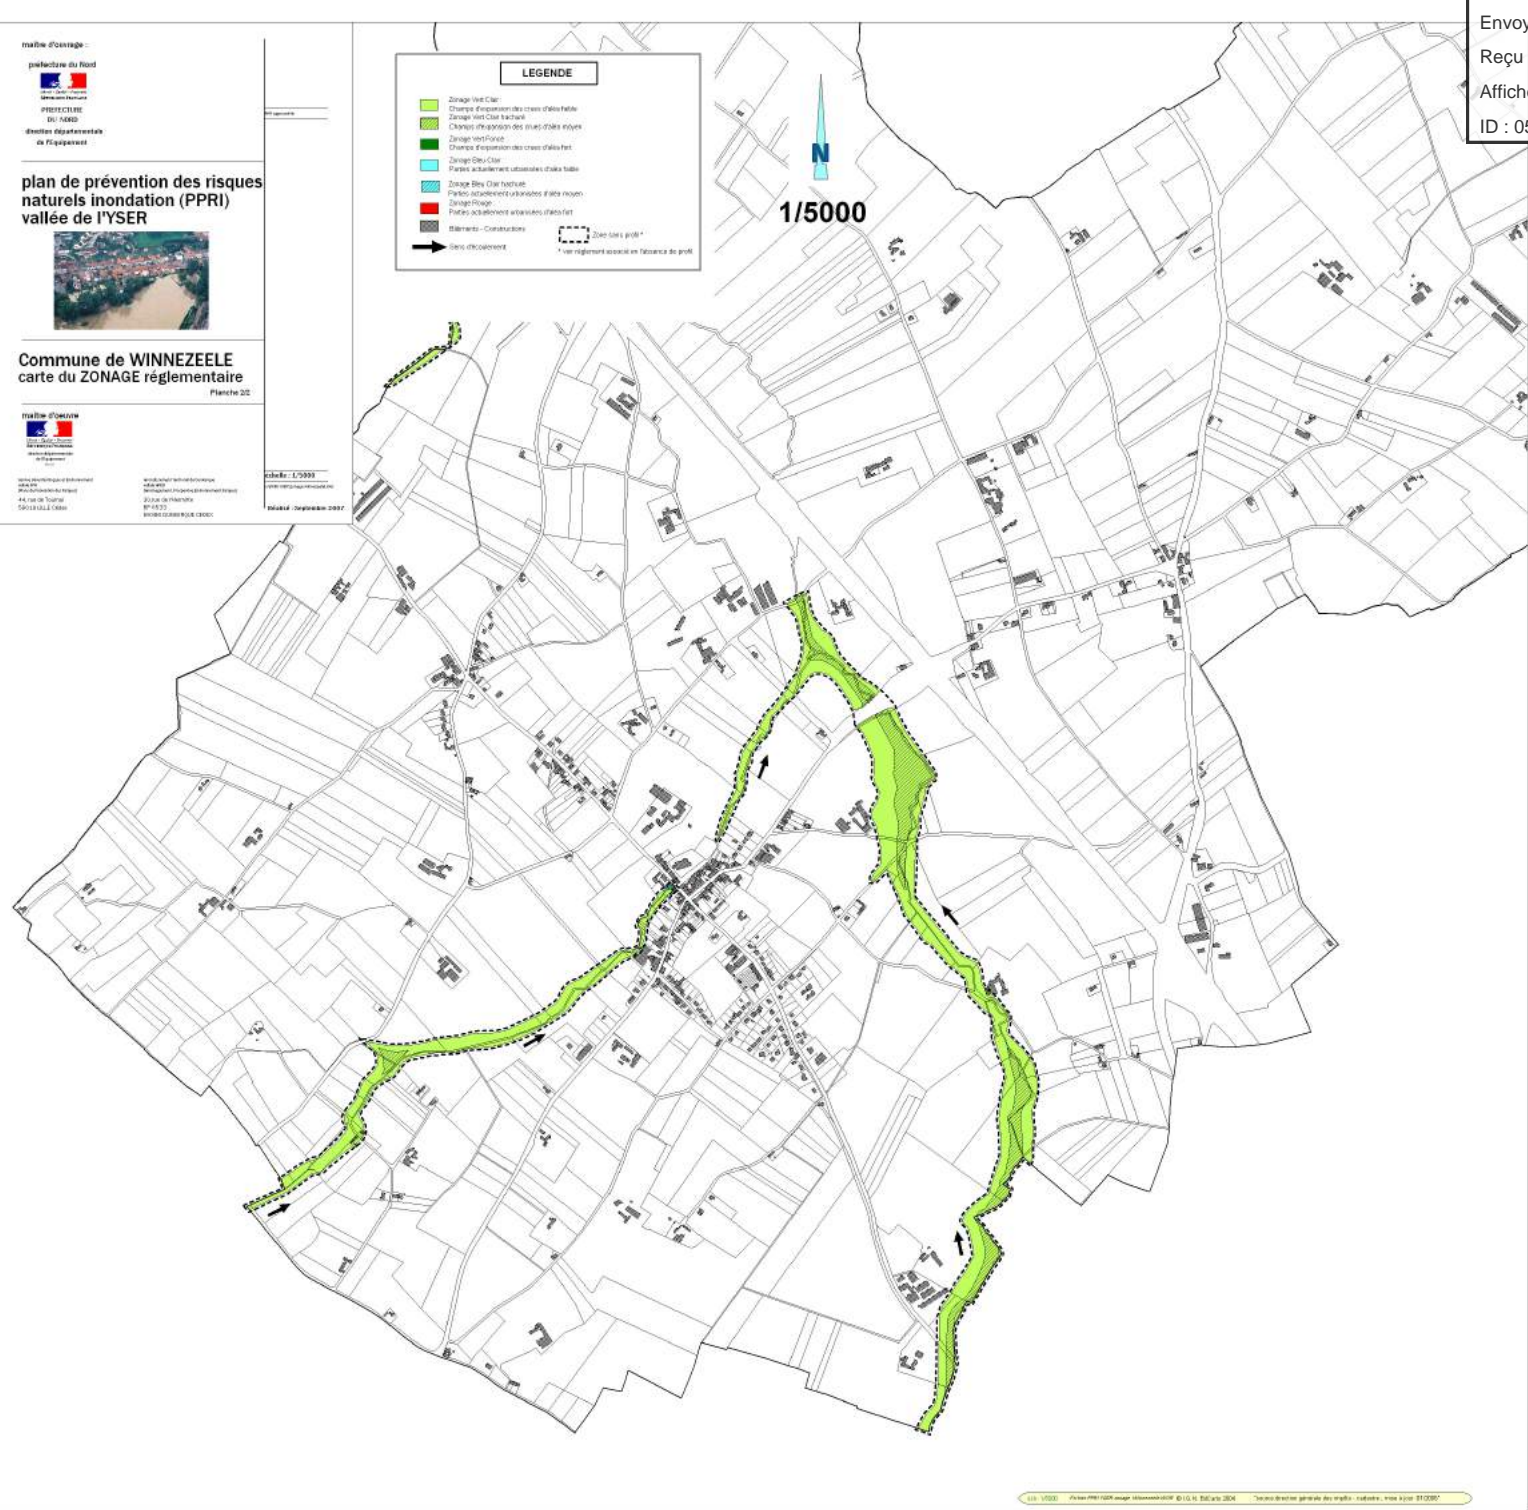 maître d'ouvrage :
préfecture du Nord
PREFECTURE
DU NORD
direction départementale
de l'Equipement
plan de prévention des risques
naturels inondation (PPRI)
vallée de l'YSER
Commune de WINNEZEELE
carte du ZONAGE réglementaire
Planche 2/2
maître d'oeuvre
44, rue de Tournai
échelle : 1/5000
Réalisé : Septembre 2007
LEGENDE
Zonage Vert Clair :
Champs d'expansion des crues d'aléa faible
Zonage Vert Clair hachuré
Champs d'expansion des crues d'aléa moyen
Zonage Vert Foncé
Champs d'expansion des crues d'aléa fort
Zonage Bleu Clair
Parties actuellement urbanisées d'aléa faible
Zonage Bleu Clair hachuré
Parties actuellement urbanisées d'aléa moyen
Zonage Rouge :
Parties actuellement urbanisées d'aléa fort
Bâtiments - Constructions
Zone sans profil *
Sens d'écoulement
* voir règlement associé en l'absence de profil
N
1/5000
Envoy
Reçu
Affiche
ID : 05